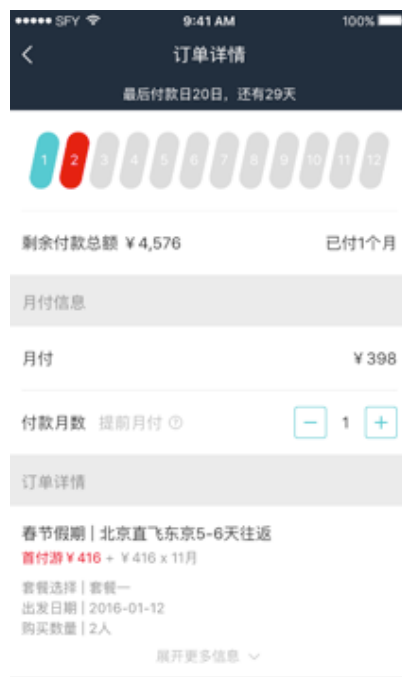 SFY 9:41 AM 100%
订单详情
最后付款日20日，还有29天
1 2 3 4 5 6 7 8 9 10 11 12
剩余付款总额 ¥4,576 已付1个月
月付信息
月付 ¥398
付款月数 提前月付 ? − 1 +
订单详情
春节假期 | 北京直飞东京5-6天往返
首付游¥416 + ¥416 x 11月
套餐选择 | 套餐一
出发日期 | 2016-01-12
购买数量 | 2人
展开更多信息